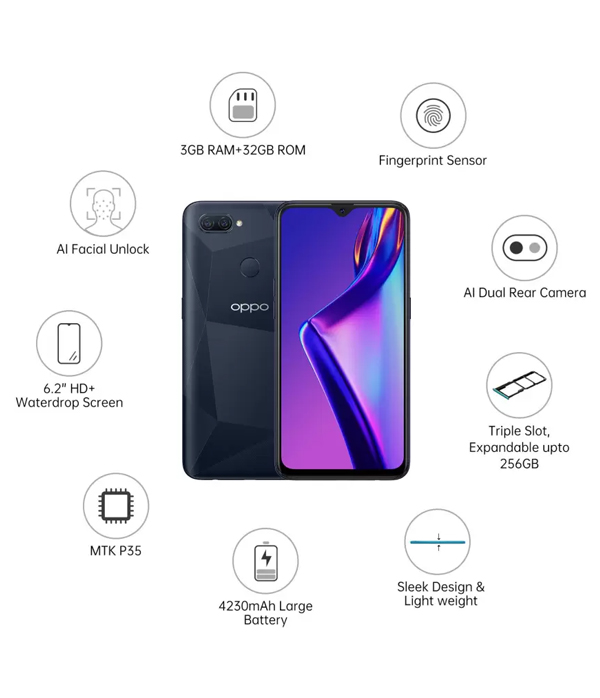 3GB RAM+32GB ROM
Fingerprint Sensor
AI Facial Unlock
AI Dual Rear Camera
oppo
6.2" HD+
Waterdrop Screen
Triple Slot,
Expandable upto
256GB
MTK P35
4230mAh Large
Battery
Sleek Design &
Light weight